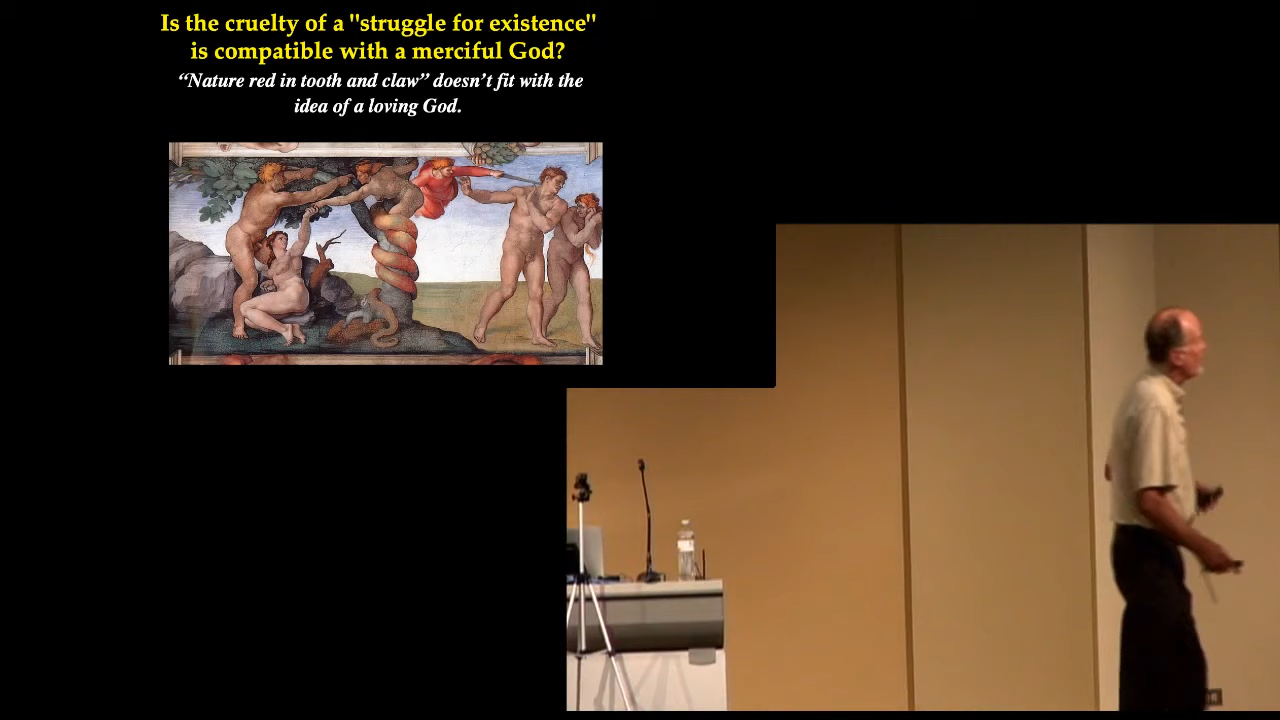 Is the cruelty of a "struggle for existence"
is compatible with a merciful God?
“Nature red in tooth and claw” doesn’t fit with the
idea of a loving God.